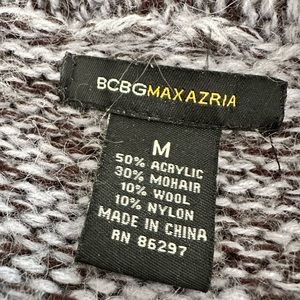 BCBGMAXAZRIA
M
50% ACRYLIC
30% MOHAIR
10% WOOL
10% NYLON
MADE IN CHINA
RN 86297